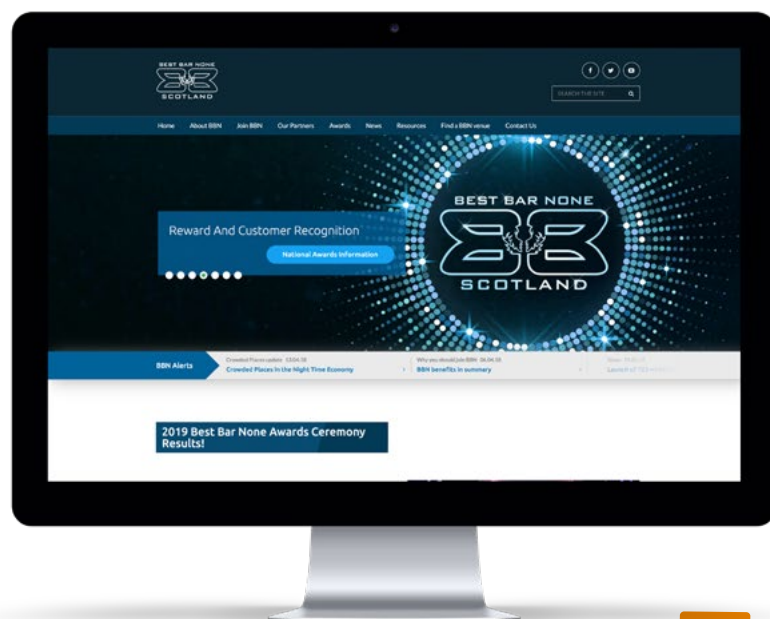 BEST BAR NONE
SCOTLAND
SEARCH THE SITE
Home About BBN Join BBN Our Partners Awards News Resources Find a BBN venue Contact Us
Reward And Customer Recognition
National Awards Information
BEST BAR NONE
SCOTLAND
BBN Alerts
Crowded Places update 13.04.18
Crowded Places in the Night Time Economy
Why you should join BBN 06.04.18
BBN benefits in summary
Launch of
2019 Best Bar None Awards Ceremony
Results!